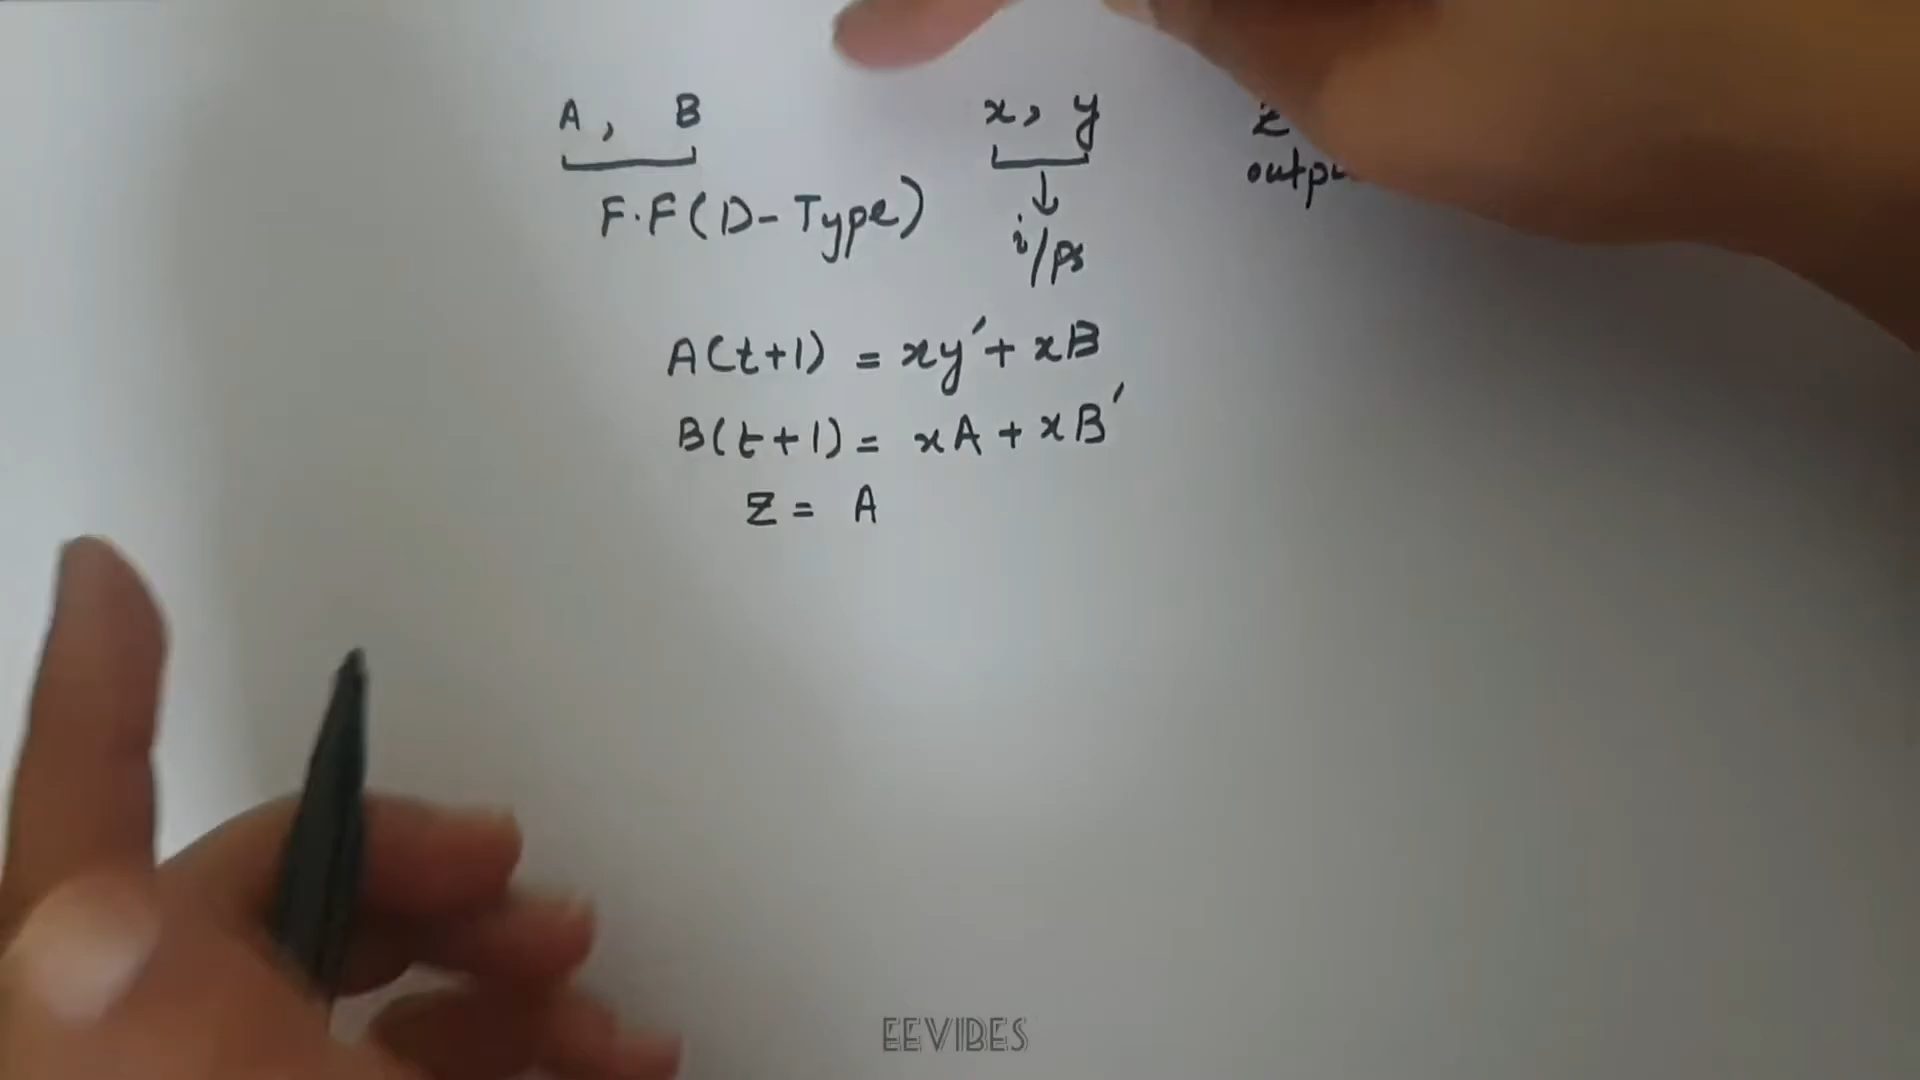 A, B x, y z
F.F(D-Type) i/ps
A(t+1) = xy' + xB
B(t+1) = xA + xB'
Z = A
EEVIBES